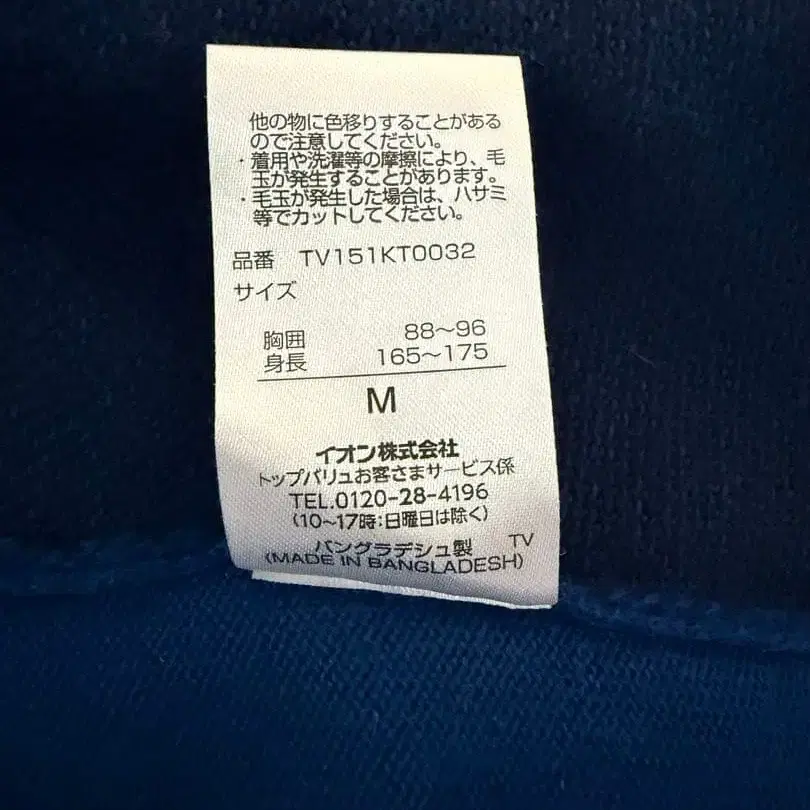 他の物に色移りすることがある
ので注意してください。
・着用や洗濯等の摩擦により、毛
玉が発生することがあります。
・毛玉が発生した場合は、ハサミ
等でカットしてください。
品番 TV151KT0032
サイズ
胸囲 88〜96
身長 165〜175
M
イオン株式会社
トップバリュお客さまサービス係
TEL.0120-28-4196
(10〜17時:日曜日は除く)
バングラデシュ製 TV
(MADE IN BANGLADESH)